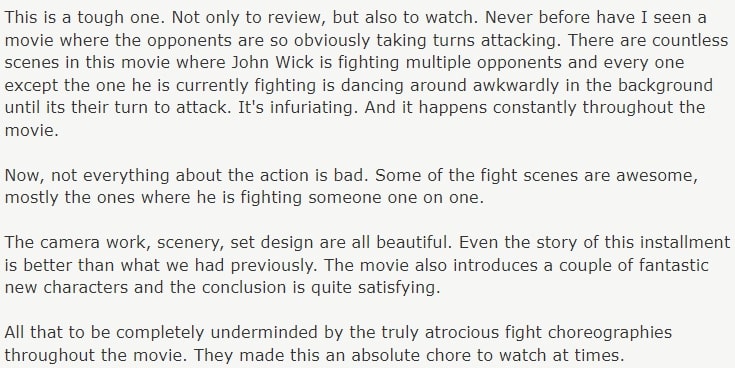 This is a tough one. Not only to review, but also to watch. Never before have I seen a
movie where the opponents are so obviously taking turns attacking. There are countless
scenes in this movie where John Wick is fighting multiple opponents and every one
except the one he is currently fighting is dancing around awkwardly in the background
until its their turn to attack. It's infuriating. And it happens constantly throughout the
movie.
Now, not everything about the action is bad. Some of the fight scenes are awesome,
mostly the ones where he is fighting someone one on one.
The camera work, scenery, set design are all beautiful. Even the story of this installment
is better than what we had previously. The movie also introduces a couple of fantastic
new characters and the conclusion is quite satisfying.
All that to be completely underminded by the truly atrocious fight choreographies
throughout the movie. They made this an absolute chore to watch at times.